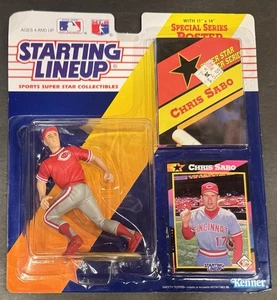 AGES 4 AND UP
STARTING
LINEUP
SPORTS SUPER STAR COLLECTIBLES
WITH 11" x 14"
SPECIAL SERIES
POSTER
CHRIS SABO
CHRIS SABO
CINCINNATI
17
Kenner